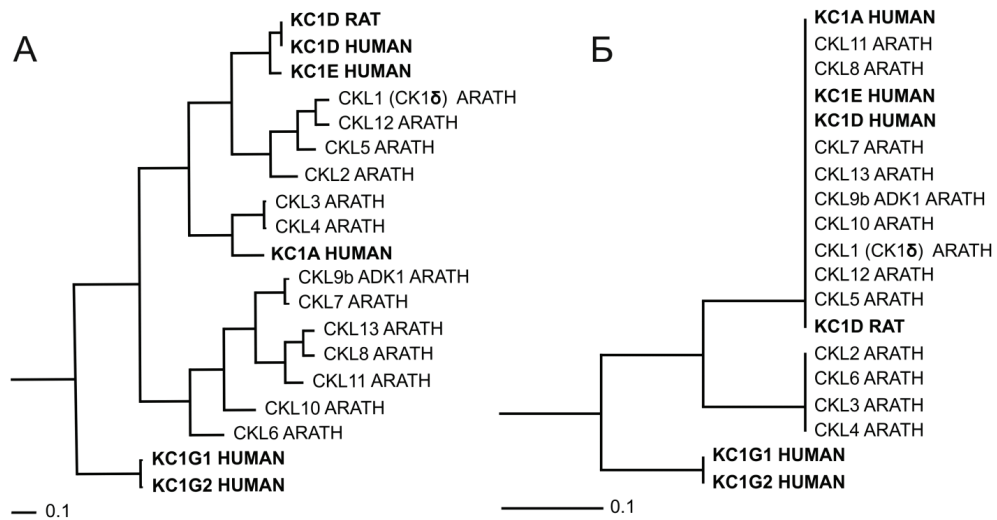 А
KC1D RAT
KC1D HUMAN
KC1E HUMAN
CKL1 (CK1δ) ARATH
CKL12 ARATH
CKL5 ARATH
CKL2 ARATH
CKL3 ARATH
CKL4 ARATH
KC1A HUMAN
CKL9b ADK1 ARATH
CKL7 ARATH
CKL13 ARATH
CKL8 ARATH
CKL11 ARATH
CKL10 ARATH
CKL6 ARATH
KC1G1 HUMAN
KC1G2 HUMAN
0.1
Б
KC1A HUMAN
CKL11 ARATH
CKL8 ARATH
KC1E HUMAN
KC1D HUMAN
CKL7 ARATH
CKL13 ARATH
CKL9b ADK1 ARATH
CKL10 ARATH
CKL1 (CK1δ) ARATH
CKL12 ARATH
CKL5 ARATH
KC1D RAT
CKL2 ARATH
CKL6 ARATH
CKL3 ARATH
CKL4 ARATH
KC1G1 HUMAN
KC1G2 HUMAN
0.1